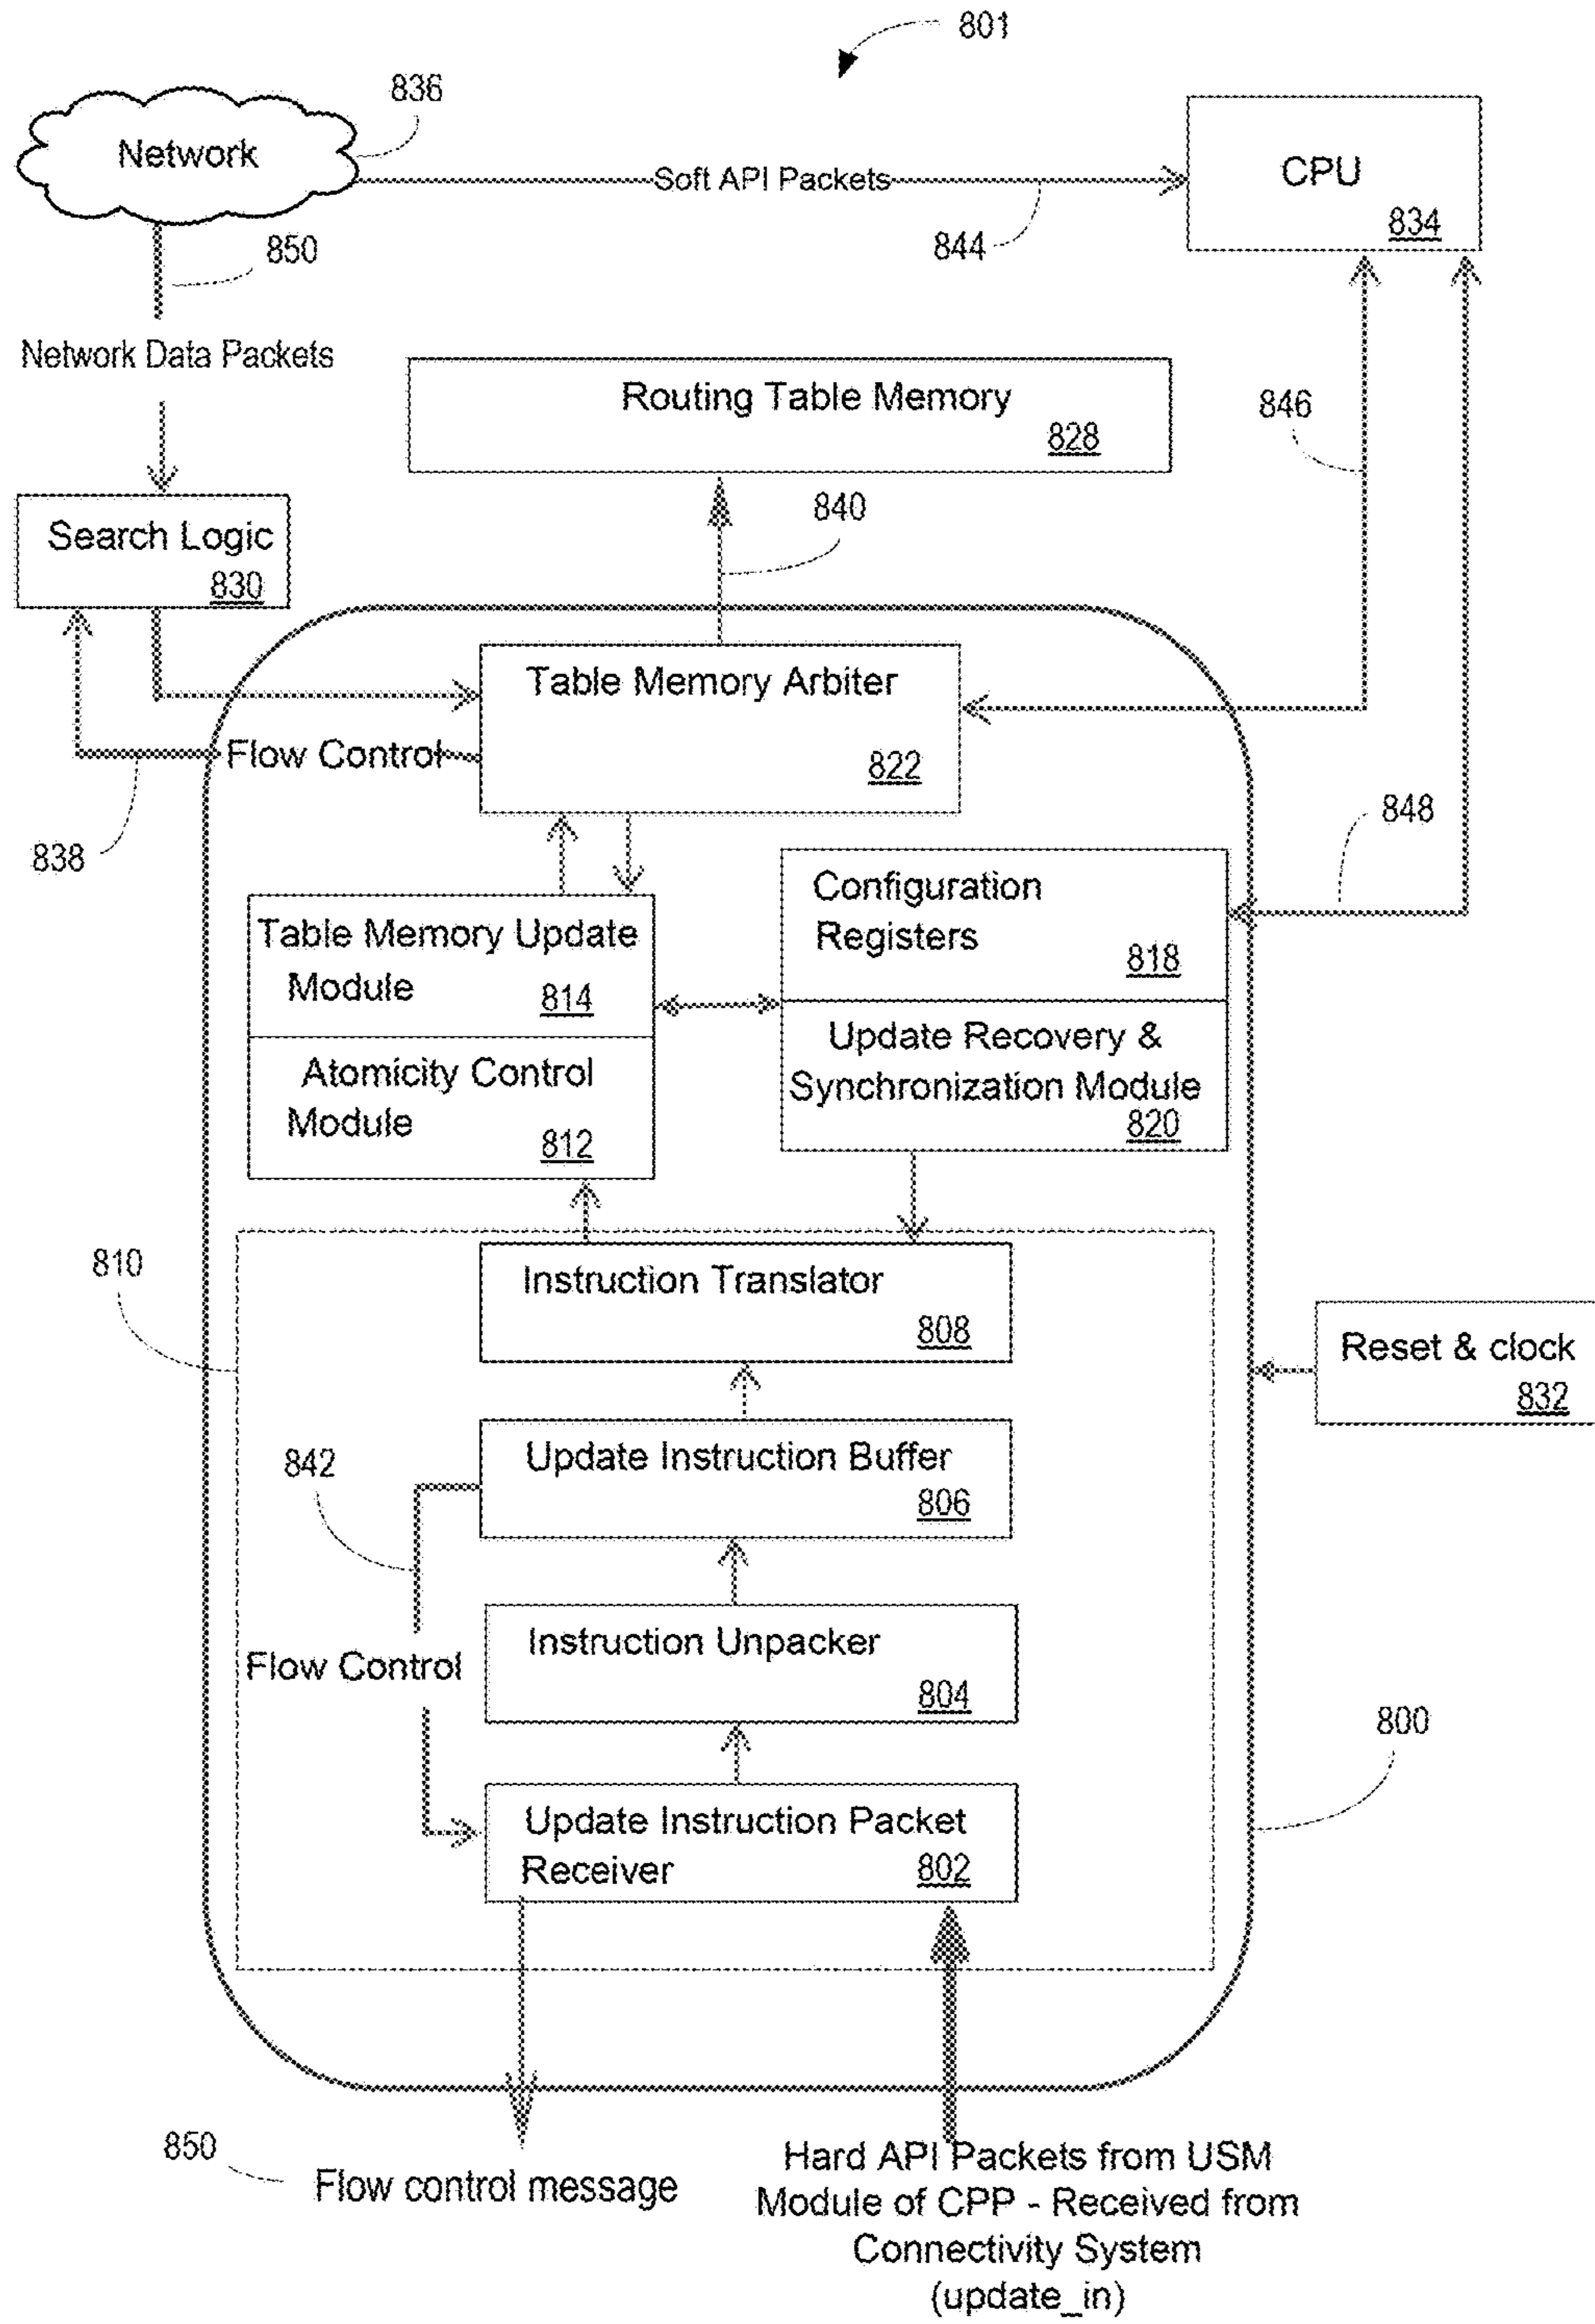 801
836
Network
Soft API Packets
CPU
834
844
850
Network Data Packets
Routing Table Memory
828
846
840
Search Logic
830
Table Memory Arbiter
822
Flow Control
838
848
Configuration
Registers
818
Table Memory Update
Module
814
Update Recovery &
Synchronization Module
820
Atomicity Control
Module
812
810
Instruction Translator
808
Reset & clock
832
842
Update Instruction Buffer
806
Instruction Unpacker
804
Flow Control
800
Update Instruction Packet
Receiver
802
850
Flow control message
Hard API Packets from USM
Module of CPP - Received from
Connectivity System
(update_in)